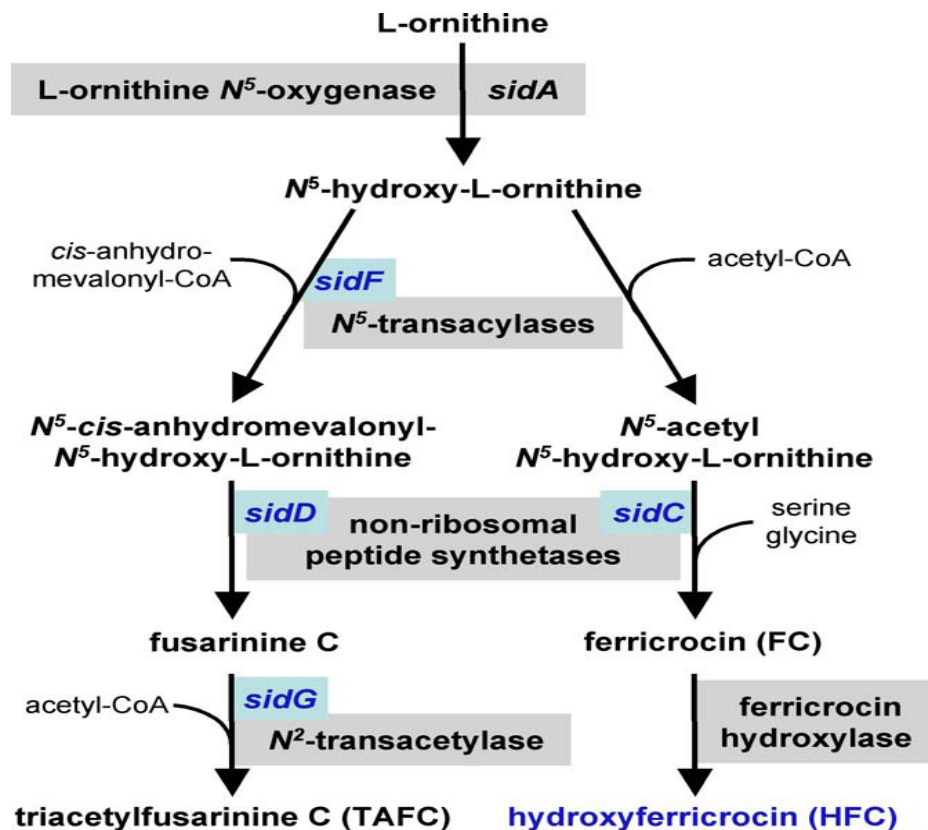 L-ornithine
L-ornithine N⁵-oxygenase sidA
N⁵-hydroxy-L-ornithine
cis-anhydro-
mevalonyl-CoA
acetyl-CoA
sidF
N⁵-transacylases
N⁵-cis-anhydromevalonyl-
N⁵-hydroxy-L-ornithine
N⁵-acetyl
N⁵-hydroxy-L-ornithine
sidD
non-ribosomal
peptide synthetases
sidC
serine
glycine
fusarinine C
ferricrocin (FC)
acetyl-CoA
sidG
N²-transacetylase
ferricrocin
hydroxylase
triacetylfusarinine C (TAFC)
hydroxyferricrocin (HFC)